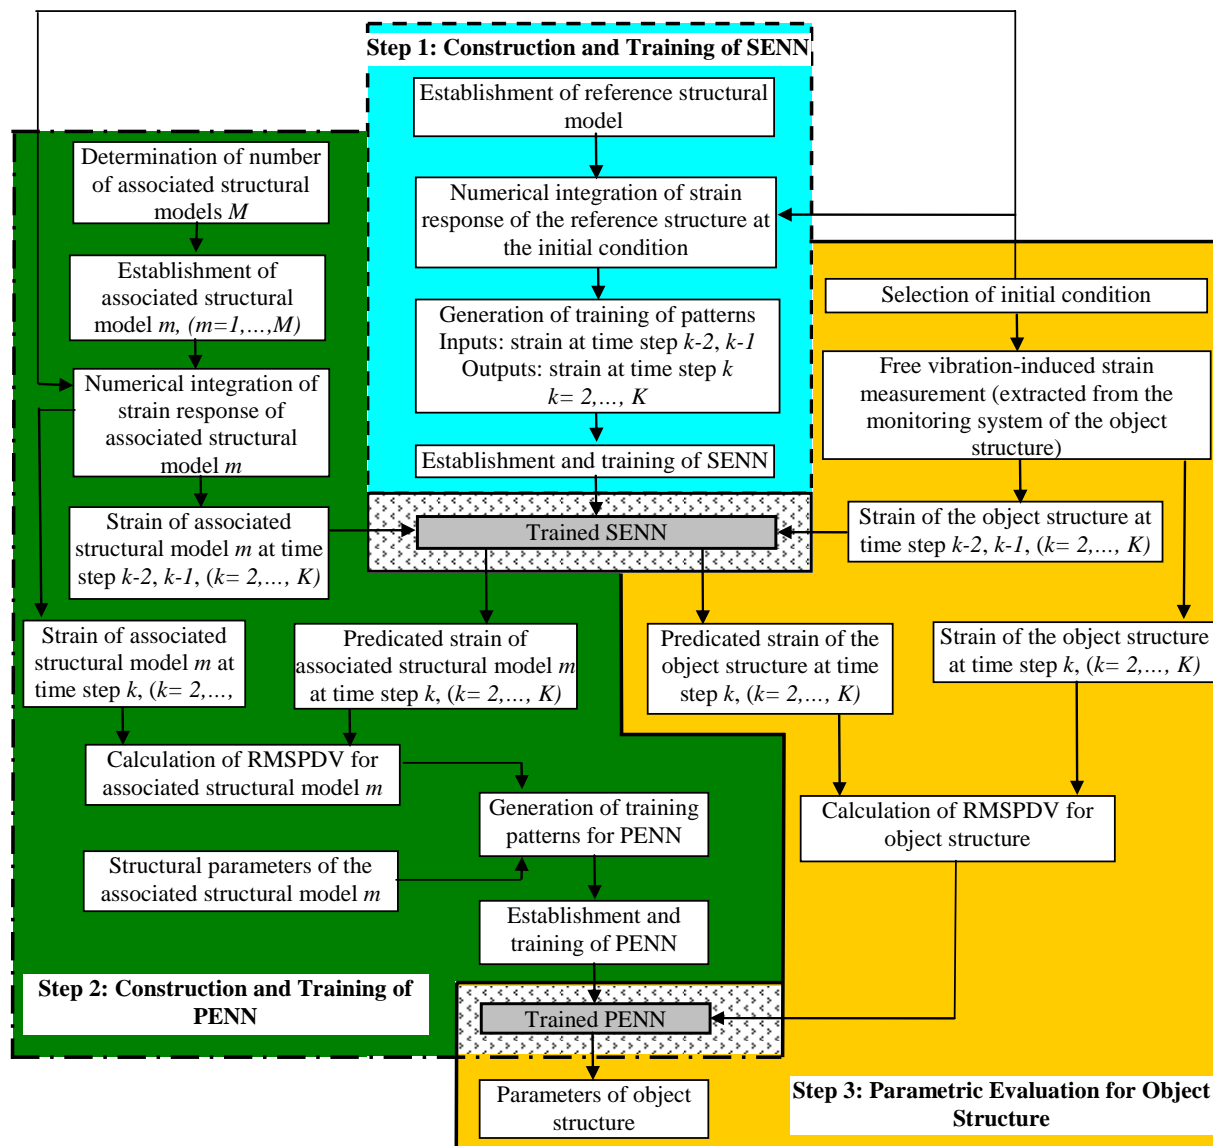 Step 1: Construction and Training of SENN
Establishment of reference structural
model
Numerical integration of strain
response of the reference structure at
the initial condition
Generation of training of patterns
Inputs: strain at time step k-2, k-1
Outputs: strain at time step k
k= 2,..., K
Establishment and training of SENN
Trained SENN
Determination of number
of associated structural
models M
Establishment of
associated structural
model m, (m=1,...,M)
Numerical integration of
strain response of
associated structural
model m
Strain of associated
structural model m at time
step k-2, k-1, (k= 2,..., K)
Strain of associated
structural model m at
time step k, (k= 2,...,
Predicated strain of
associated structural model m
at time step k, (k= 2,..., K)
Calculation of RMSPDV for
associated structural model m
Structural parameters of the
associated structural model m
Generation of training
patterns for PENN
Establishment and
training of PENN
Step 2: Construction and Training of
PENN
Trained PENN
Parameters of object
structure
Selection of initial condition
Free vibration-induced strain
measurement (extracted from the
monitoring system of the object
structure)
Strain of the object structure at
time step k-2, k-1, (k= 2,..., K)
Predicated strain of the
object structure at time
step k, (k= 2,..., K)
Strain of the object structure
at time step k, (k= 2,..., K)
Calculation of RMSPDV for
object structure
Step 3: Parametric Evaluation for Object
Structure